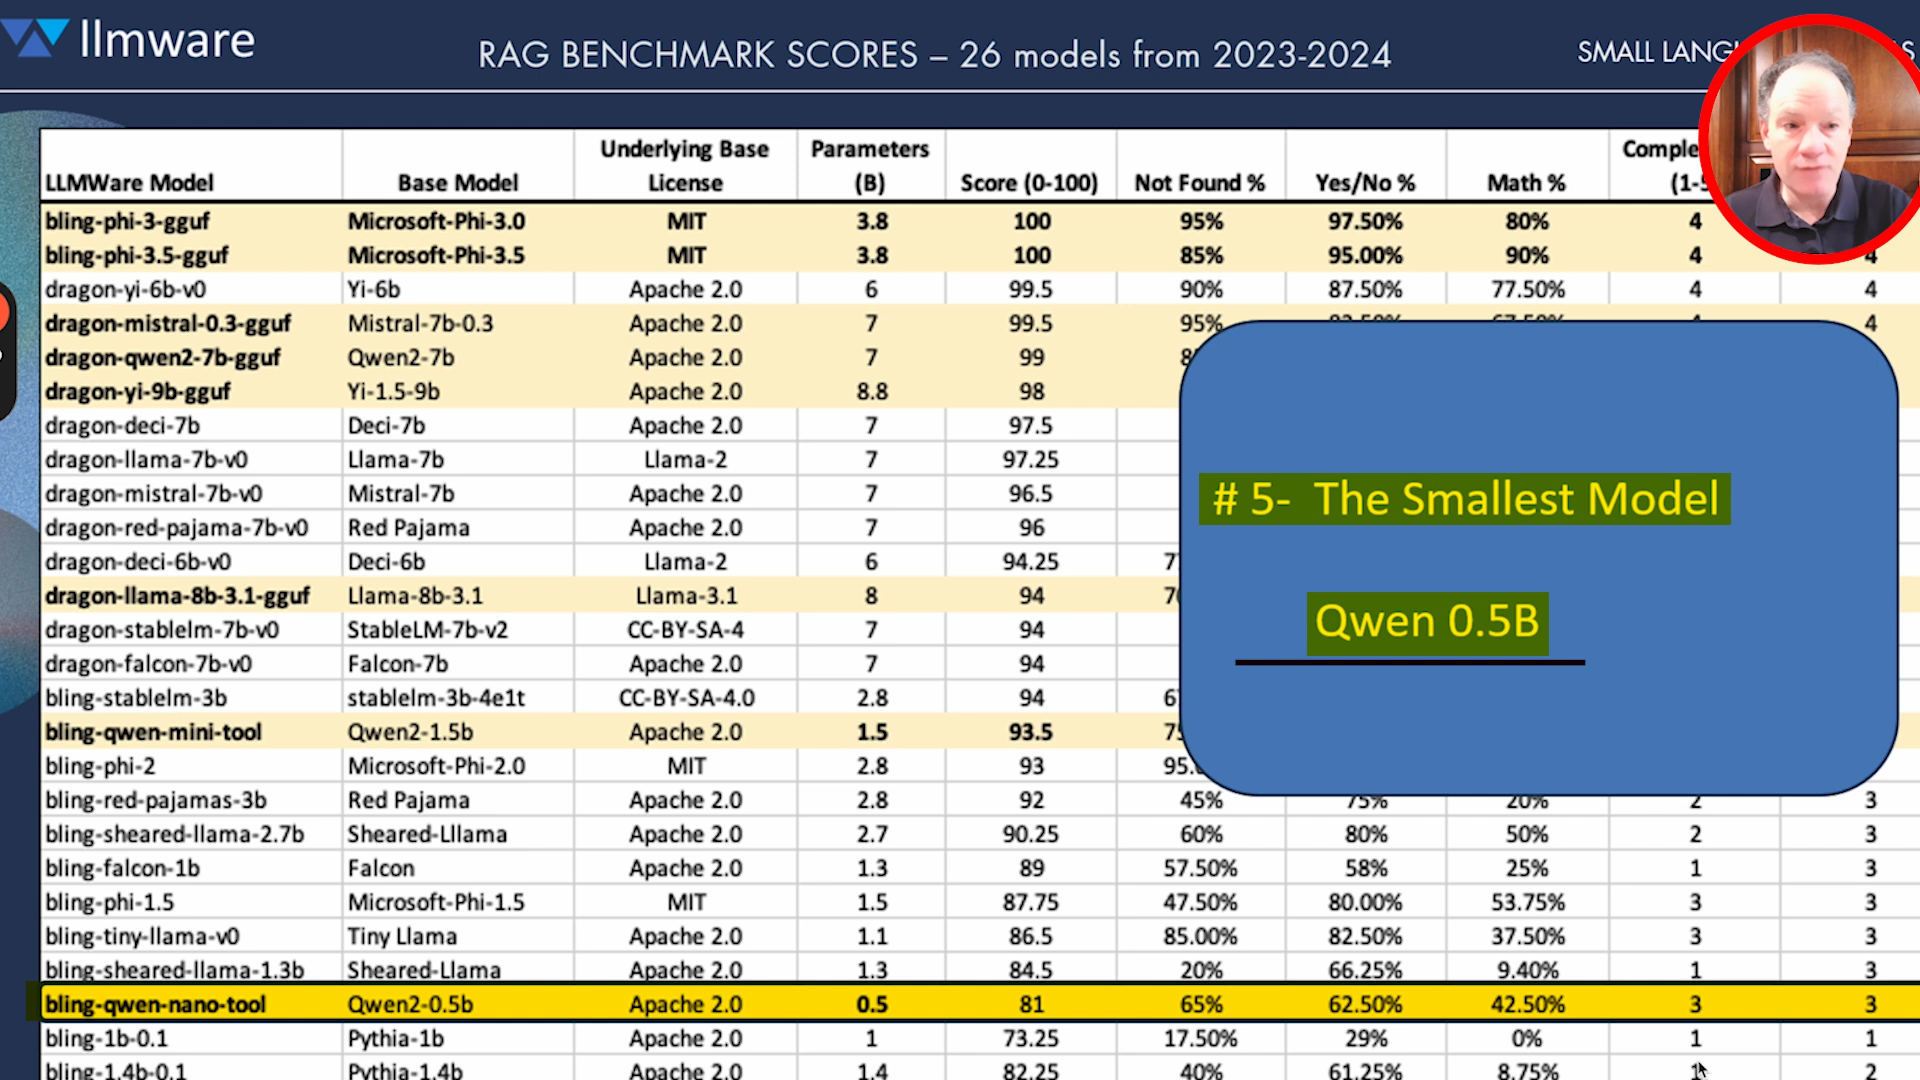 llmware
RAG BENCHMARK SCORES – 26 models from 2023-2024
SMALL
LLMWare Model Base Model Underlying Base License Parameters (B) Score (0-100) Not Found % Yes/No % Math %
bling-phi-3-gguf Microsoft-Phi-3.0 MIT 3.8 100 95% 97.50% 80% 4
bling-phi-3.5-gguf Microsoft-Phi-3.5 MIT 3.8 100 85% 95.00% 90% 4 4
dragon-yi-6b-v0 Yi-6b Apache 2.0 6 99.5 90% 87.50% 77.50% 4 4
dragon-mistral-0.3-gguf Mistral-7b-0.3 Apache 2.0 7 99.5 95% 4
dragon-qwen2-7b-gguf Qwen2-7b Apache 2.0 7 99
dragon-yi-9b-gguf Yi-1.5-9b Apache 2.0 8.8 98
dragon-deci-7b Deci-7b Apache 2.0 7 97.5
dragon-llama-7b-v0 Llama-7b Llama-2 7 97.25
dragon-mistral-7b-v0 Mistral-7b Apache 2.0 7 96.5
dragon-red-pajama-7b-v0 Red Pajama Apache 2.0 7 96
dragon-deci-6b-v0 Deci-6b Llama-2 6 94.25
dragon-llama-8b-3.1-gguf Llama-8b-3.1 Llama-3.1 8 94
dragon-stablelm-7b-v0 StableLM-7b-v2 CC-BY-SA-4 7 94
dragon-falcon-7b-v0 Falcon-7b Apache 2.0 7 94
bling-stablelm-3b stablelm-3b-4e1t CC-BY-SA-4.0 2.8 94
bling-qwen-mini-tool Qwen2-1.5b Apache 2.0 1.5 93.5
bling-phi-2 Microsoft-Phi-2.0 MIT 2.8 93
bling-red-pajamas-3b Red Pajama Apache 2.0 2.8 92 45% 75% 20% 2 3
bling-sheared-llama-2.7b Sheared-Lllama Apache 2.0 2.7 90.25 60% 80% 50% 2 3
bling-falcon-1b Falcon Apache 2.0 1.3 89 57.50% 58% 25% 1 3
bling-phi-1.5 Microsoft-Phi-1.5 MIT 1.5 87.75 47.50% 80.00% 53.75% 3 3
bling-tiny-llama-v0 Tiny Llama Apache 2.0 1.1 86.5 85.00% 82.50% 37.50% 3 3
bling-sheared-llama-1.3b Sheared-Llama Apache 2.0 1.3 84.5 20% 66.25% 9.40% 1 3
bling-qwen-nano-tool Qwen2-0.5b Apache 2.0 0.5 81 65% 62.50% 42.50% 3 3
bling-1b-0.1 Pythia-1b Apache 2.0 1 73.25 17.50% 29% 0% 1 1
bling-1.4b-0.1 Pythia-1.4b Apache 2.0 1.4 82.25 40% 61.25% 8.75% 1 2
# 5- The Smallest Model
Qwen 0.5B